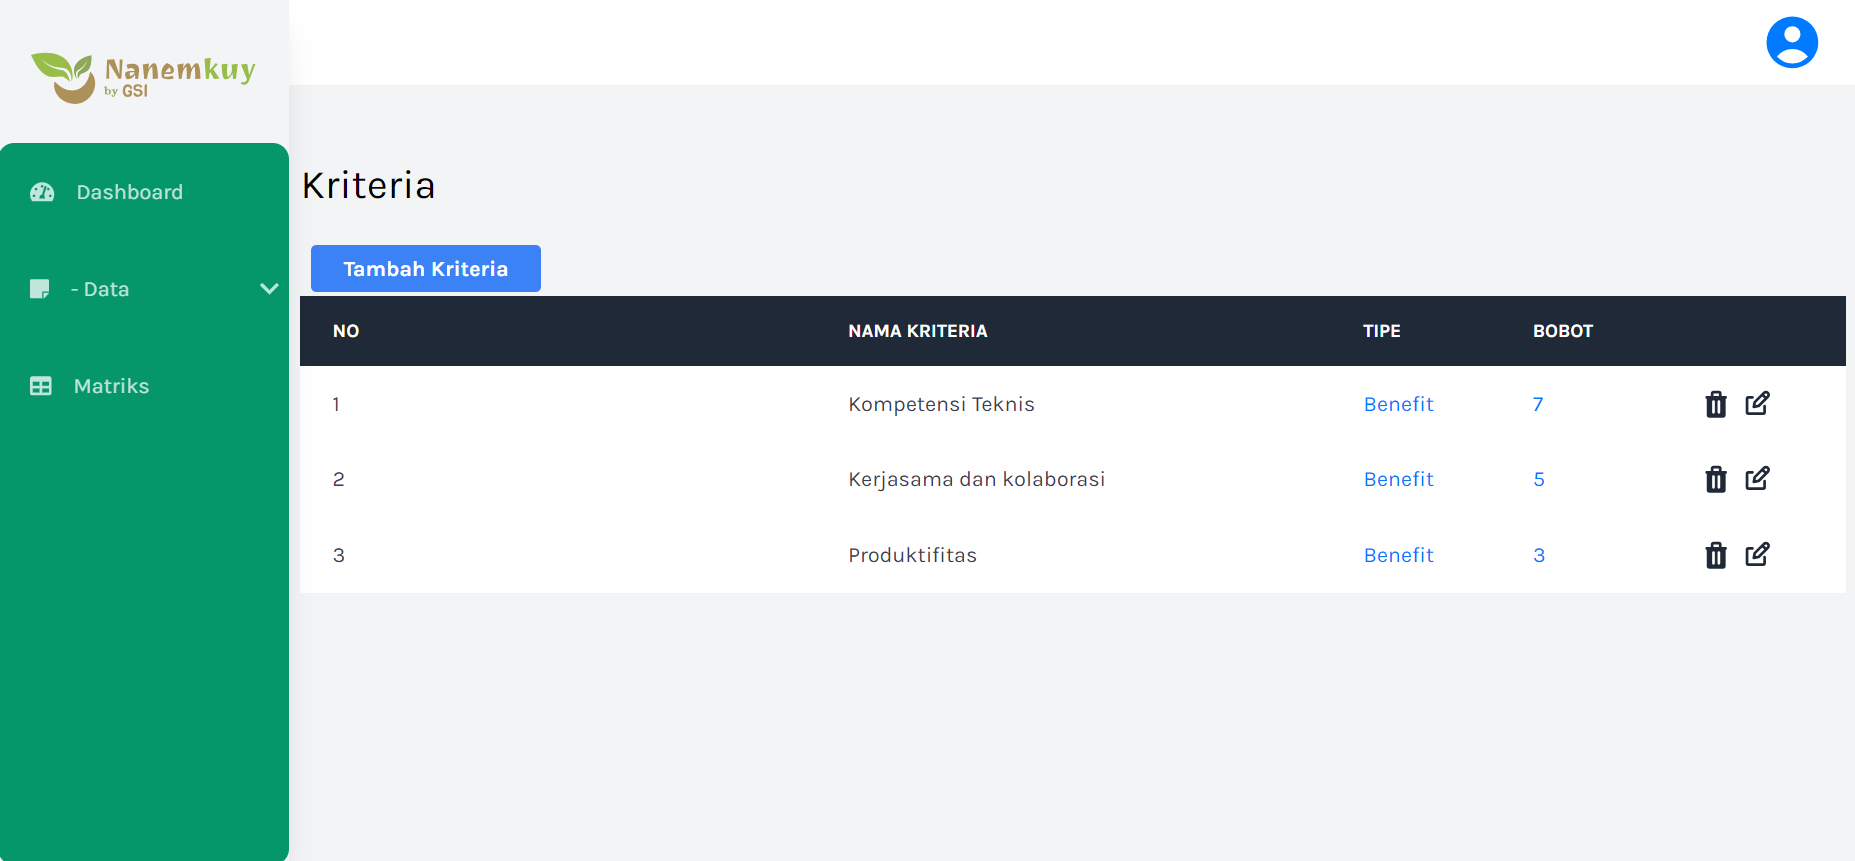 Nanemkuy
by GSI
Dashboard
- Data
Matriks
Kriteria
Tambah Kriteria
NO NAMA KRITERIA TIPE BOBOT
1 Kompetensi Teknis Benefit 7
2 Kerjasama dan kolaborasi Benefit 5
3 Produktifitas Benefit 3